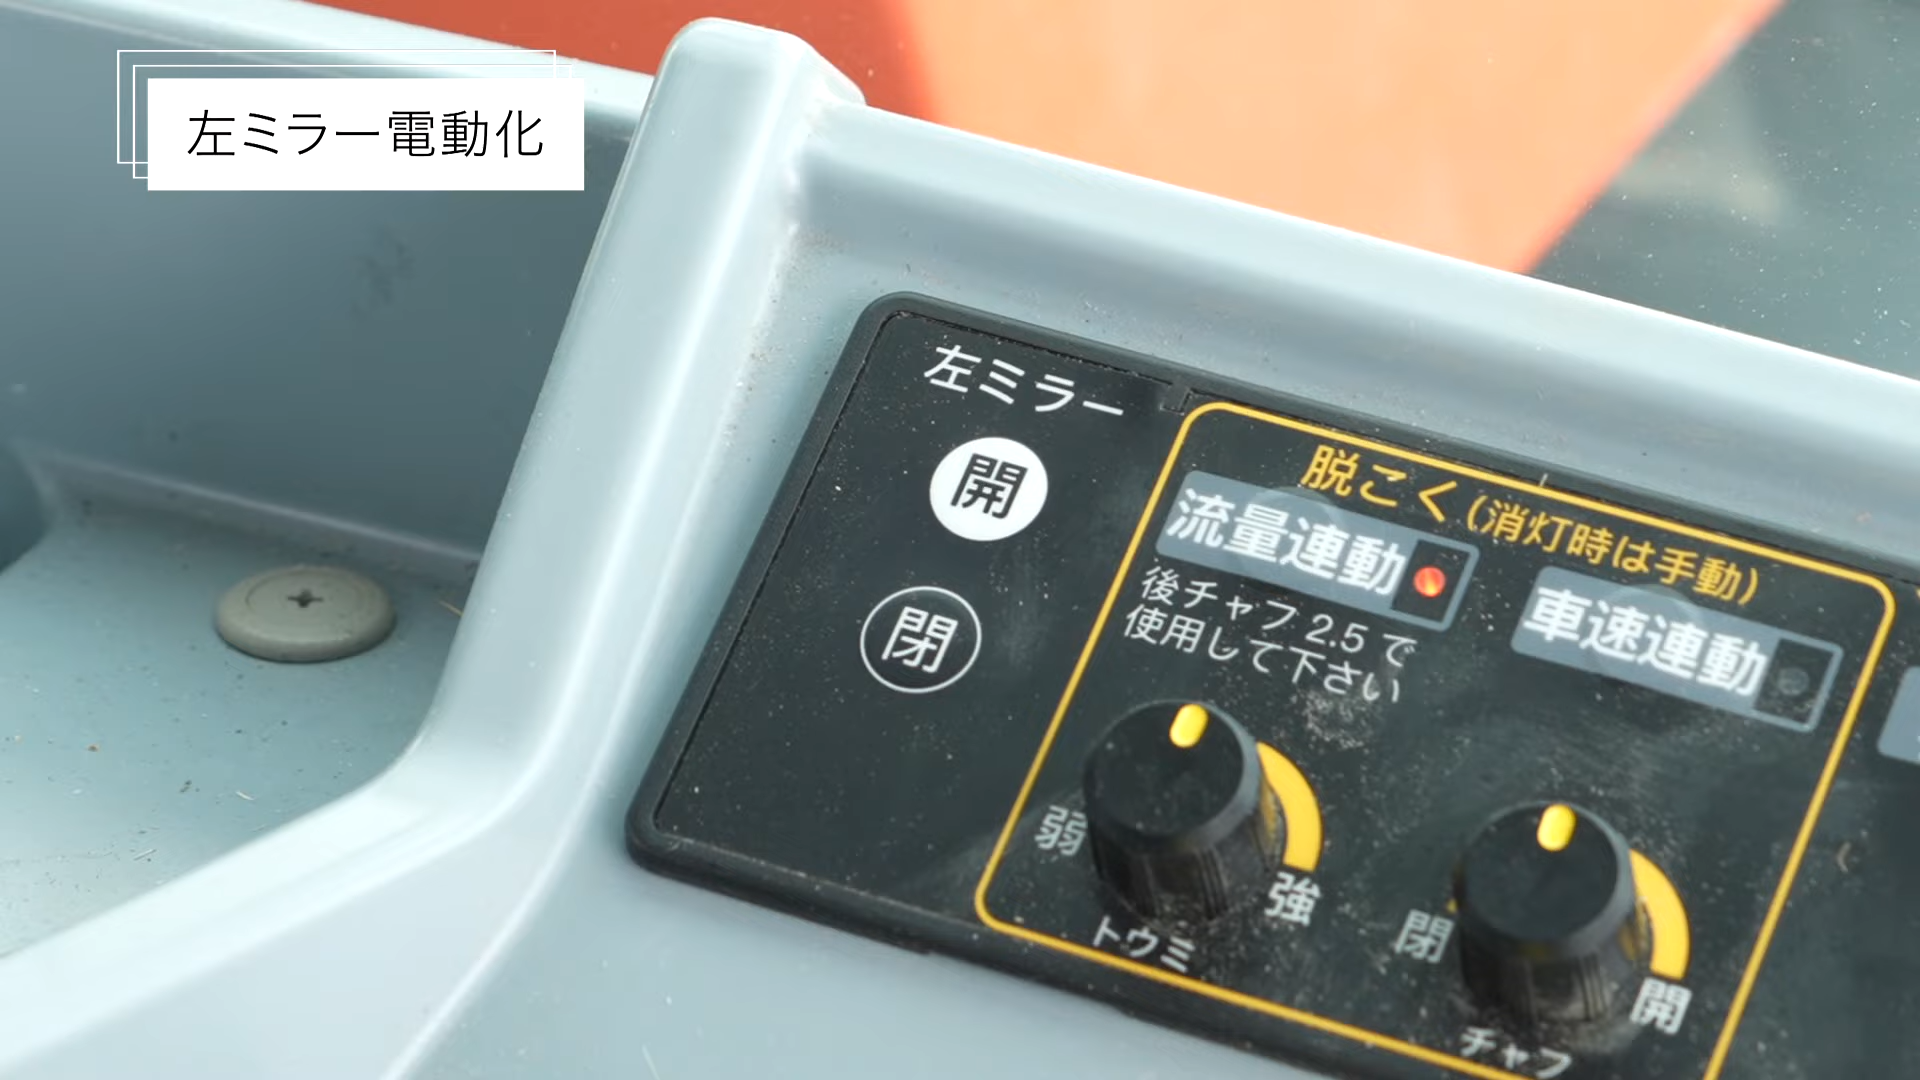 左ミラー電動化
左ミラー
開
閉
脱こく(消灯時は手動)
流量連動
車速連動
後チャフ 2.5 で
使用して下さい
弱
強
トウミ
閉
開
チャフ